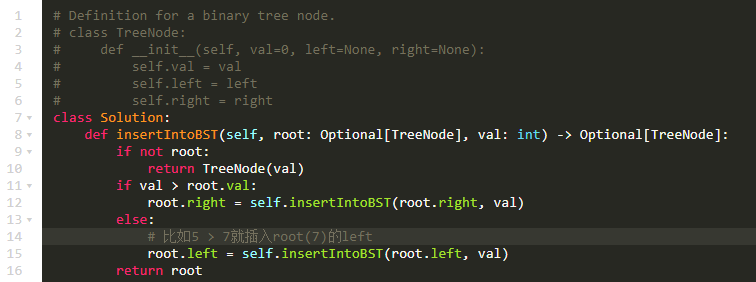 1 # Definition for a binary tree node.
2 # class TreeNode:
3 #     def __init__(self, val=0, left=None, right=None):
4 #         self.val = val
5 #         self.left = left
6 #         self.right = right
7 class Solution:
8     def insertIntoBST(self, root: Optional[TreeNode], val: int) -> Optional[TreeNode]:
9         if not root:
10             return TreeNode(val)
11         if val > root.val:
12             root.right = self.insertIntoBST(root.right, val)
13         else:
14             # 比如5 > 7就插入root(7)的left
15             root.left = self.insertIntoBST(root.left, val)
16         return root